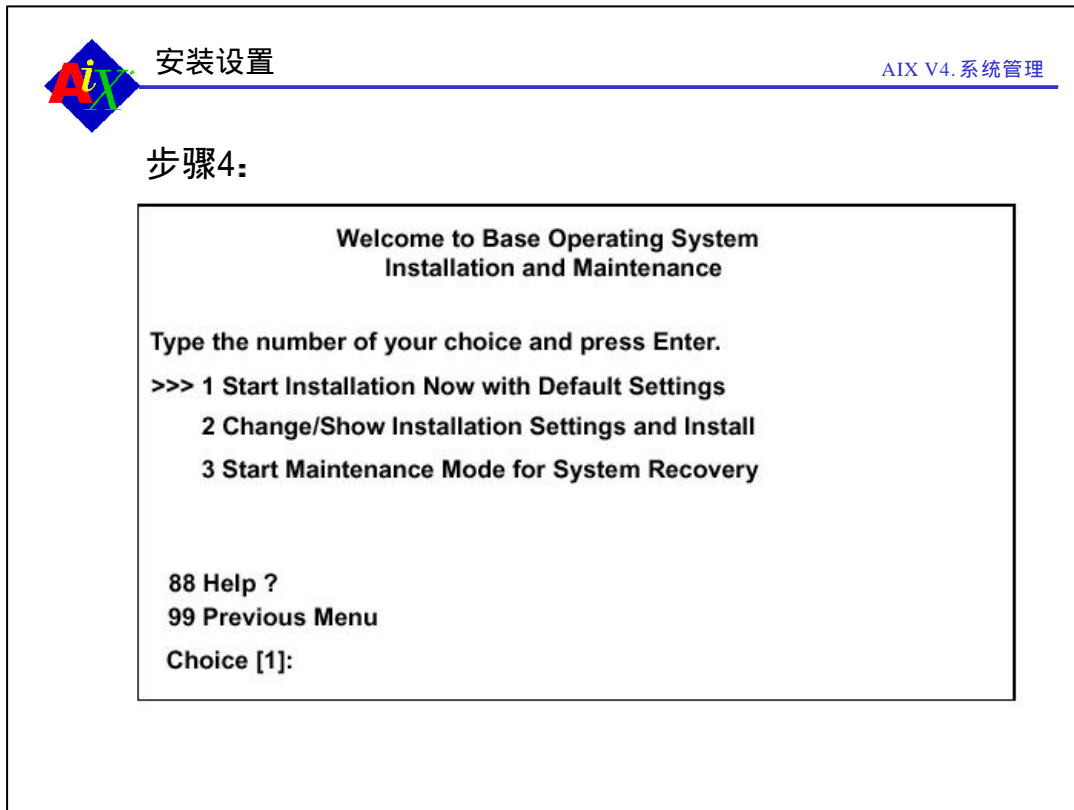 AiX
安装设置
AIX V4.系统管理
步骤4：
Welcome to Base Operating System
Installation and Maintenance
Type the number of your choice and press Enter.
>>> 1 Start Installation Now with Default Settings
2 Change/Show Installation Settings and Install
3 Start Maintenance Mode for System Recovery
88 Help ?
99 Previous Menu
Choice [1]: